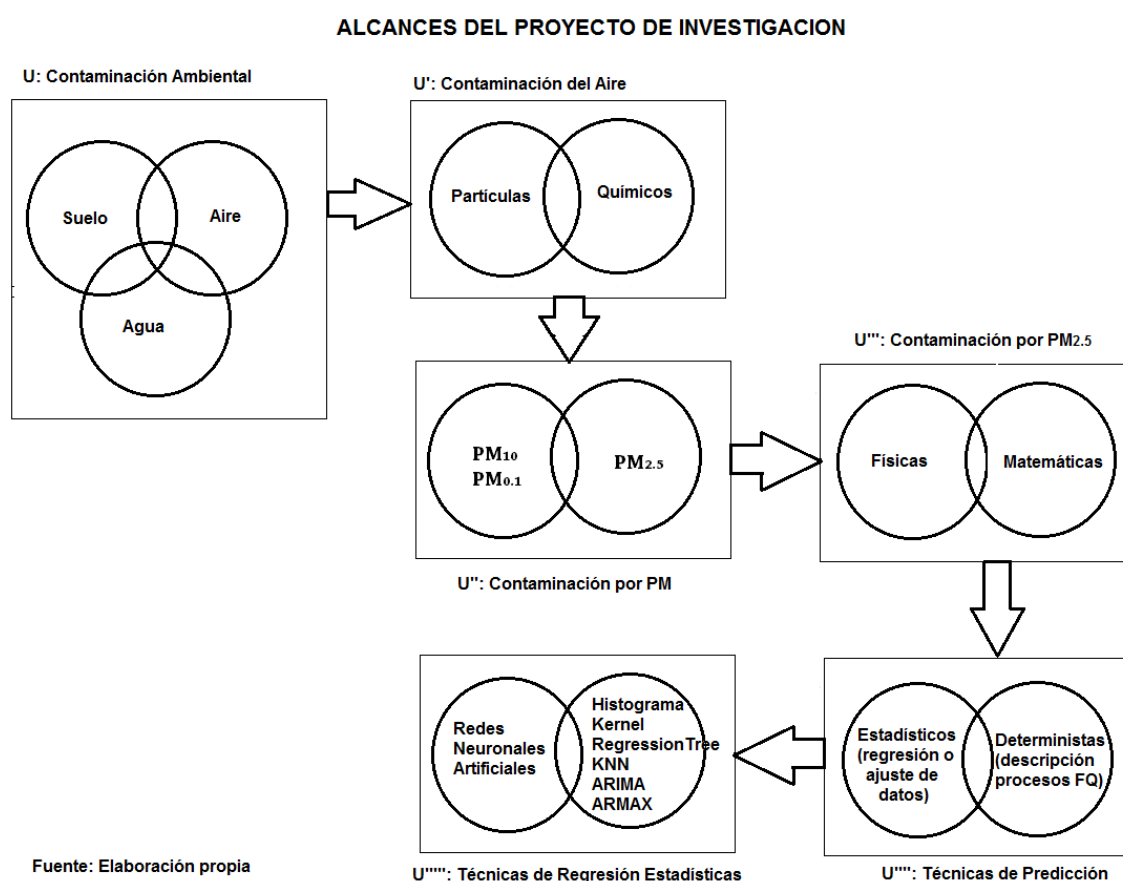 ALCANCES DEL PROYECTO DE INVESTIGACION
U: Contaminación Ambiental
Suelo
Aire
Agua
U': Contaminación del Aire
Partículas
Químicos
PM10
PM0.1
PM2.5
U'': Contaminación por PM
U''': Contaminación por PM2.5
Físicas
Matemáticas
Estadísticos
(regresión o
ajuste de
datos)
Deterministas
(descripción
procesos FQ)
U'''': Técnicas de Predicción
Redes
Neuronales
Artificiales
Histograma
Kernel
Regression Tree
KNN
ARIMA
ARMAX
U''''': Técnicas de Regresión Estadísticas
Fuente: Elaboración propia